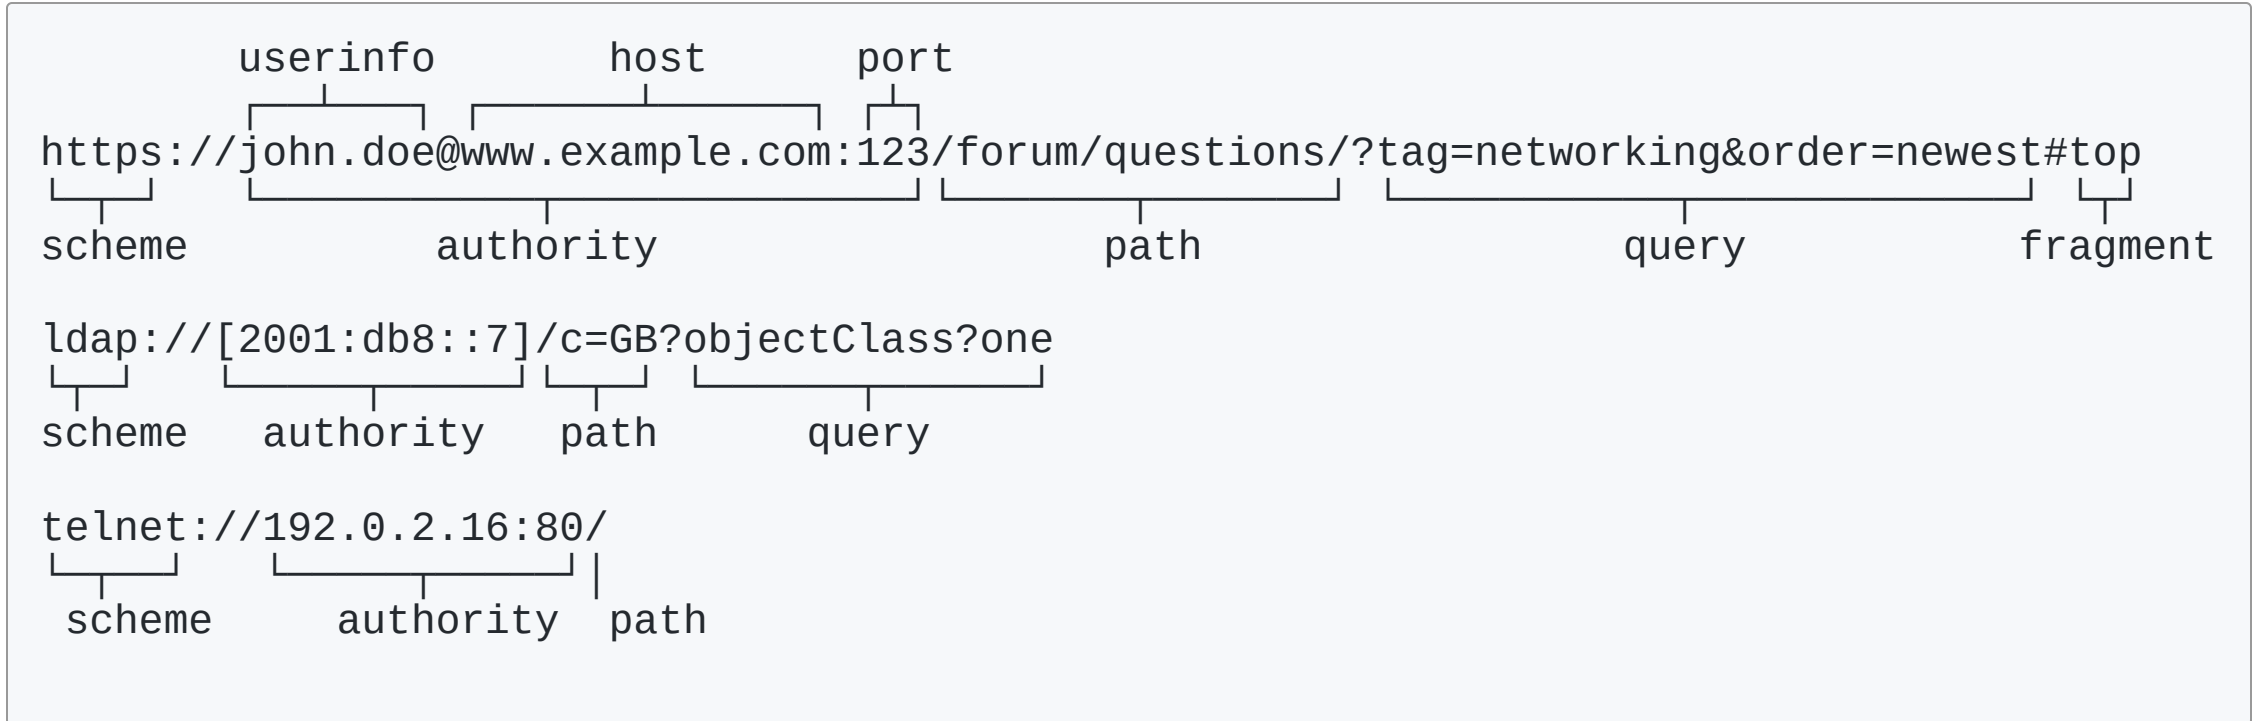 userinfo host port
https://john.doe@www.example.com:123/forum/questions/?tag=networking&order=newest#top
scheme authority path query fragment
ldap://[2001:db8::7]/c=GB?objectClass?one
scheme authority path query
telnet://192.0.2.16:80/
scheme authority path